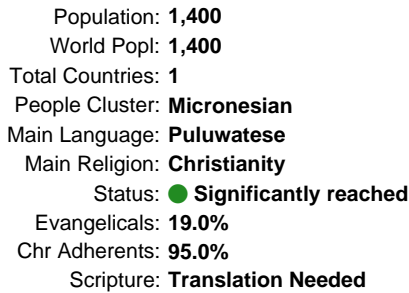 Population: 1,400
World Popl: 1,400
Total Countries: 1
People Cluster: Micronesian
Main Language: Puluwatese
Main Religion: Christianity
Status: Significantly reached
Evangelicals: 19.0%
Chr Adherents: 95.0%
Scripture: Translation Needed